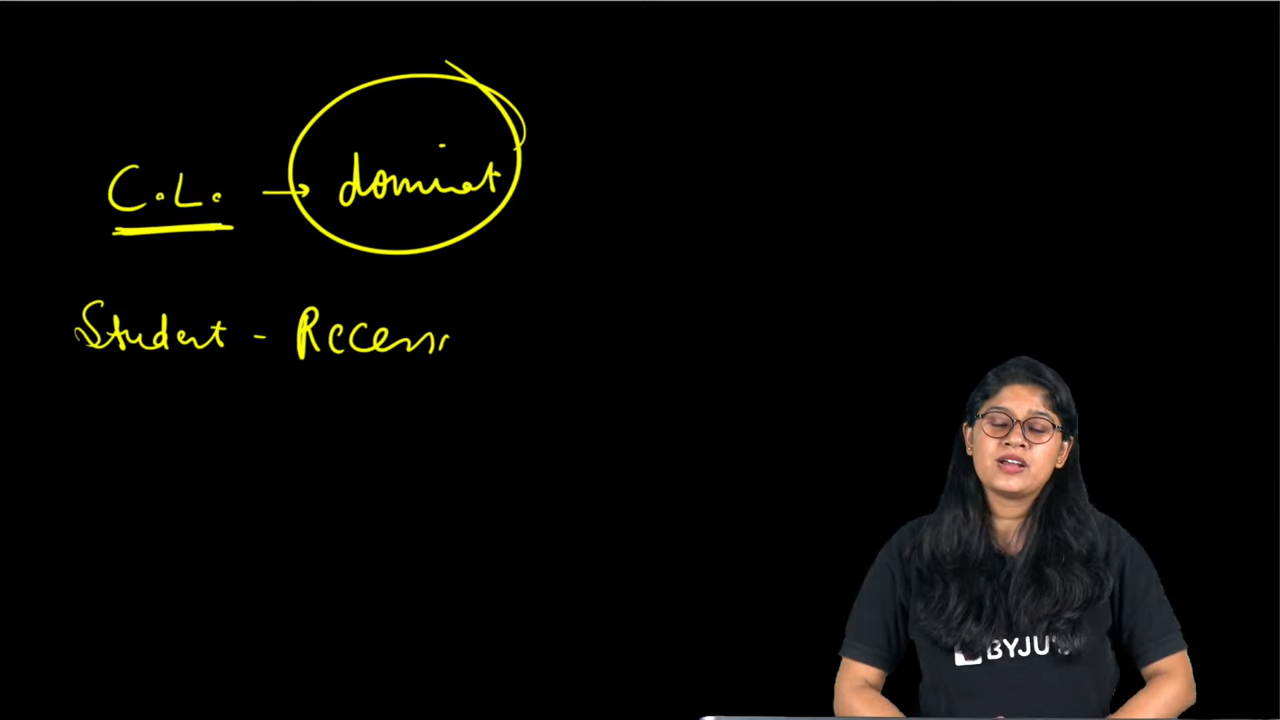 C.L. → dominat
Student - Recess
BYJU'S